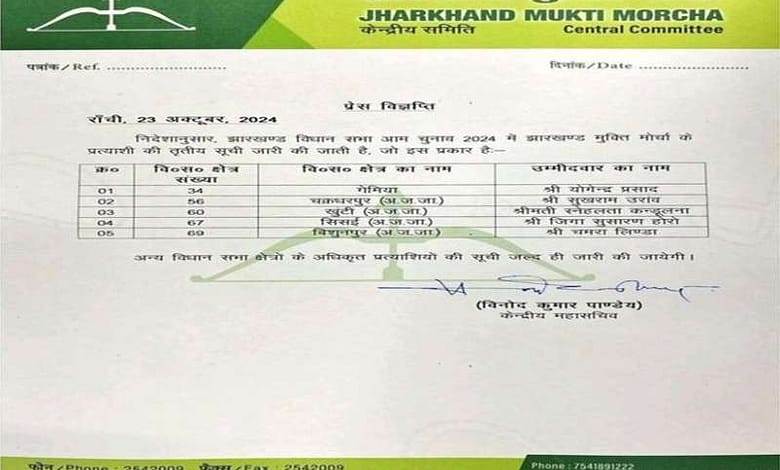 JHARKHAND MUKTI MORCHA
केन्द्रीय समिति Central Committee
पत्रांक/Ref. ........................... दिनांक/Date ...................
प्रेस विज्ञप्ति
राँची, 23 अक्टूबर, 2024
निदेशानुसार, झारखण्ड विधान सभा आम चुनाव 2024 में झारखण्ड मुक्ति मोर्चा के
प्रत्याशी की तृतीय सूची जारी की जाती है, जो इस प्रकार है:–
क्र० वि०स० क्षेत्र संख्या वि०स० क्षेत्र का नाम उम्मीदवार का नाम
01 34 गोमिया श्री योगेन्द्र प्रसाद
02 56 चक्रधरपुर (अ.ज.जा.) श्री सुखराम उरांव
03 60 खुटी (अ.ज.जा.) श्रीमती स्नेहलता कन्डूलना
04 67 सिसई (अ.ज.जा.) श्री जिगा सुसारण होरो
05 69 बिशुनपुर (अ.ज.जा.) श्री चमरा लिण्डा
अन्य विधान सभा क्षेत्रो के अधिकृत प्रत्याशियों की सूची जल्द ही जारी की जायेगी।
(विनोद कुमार पाण्डेय)
केन्द्रीय महासचिव
फोन/Phone : 2542009 फैक्स/Fax : 2542009 Phone : 7541891222